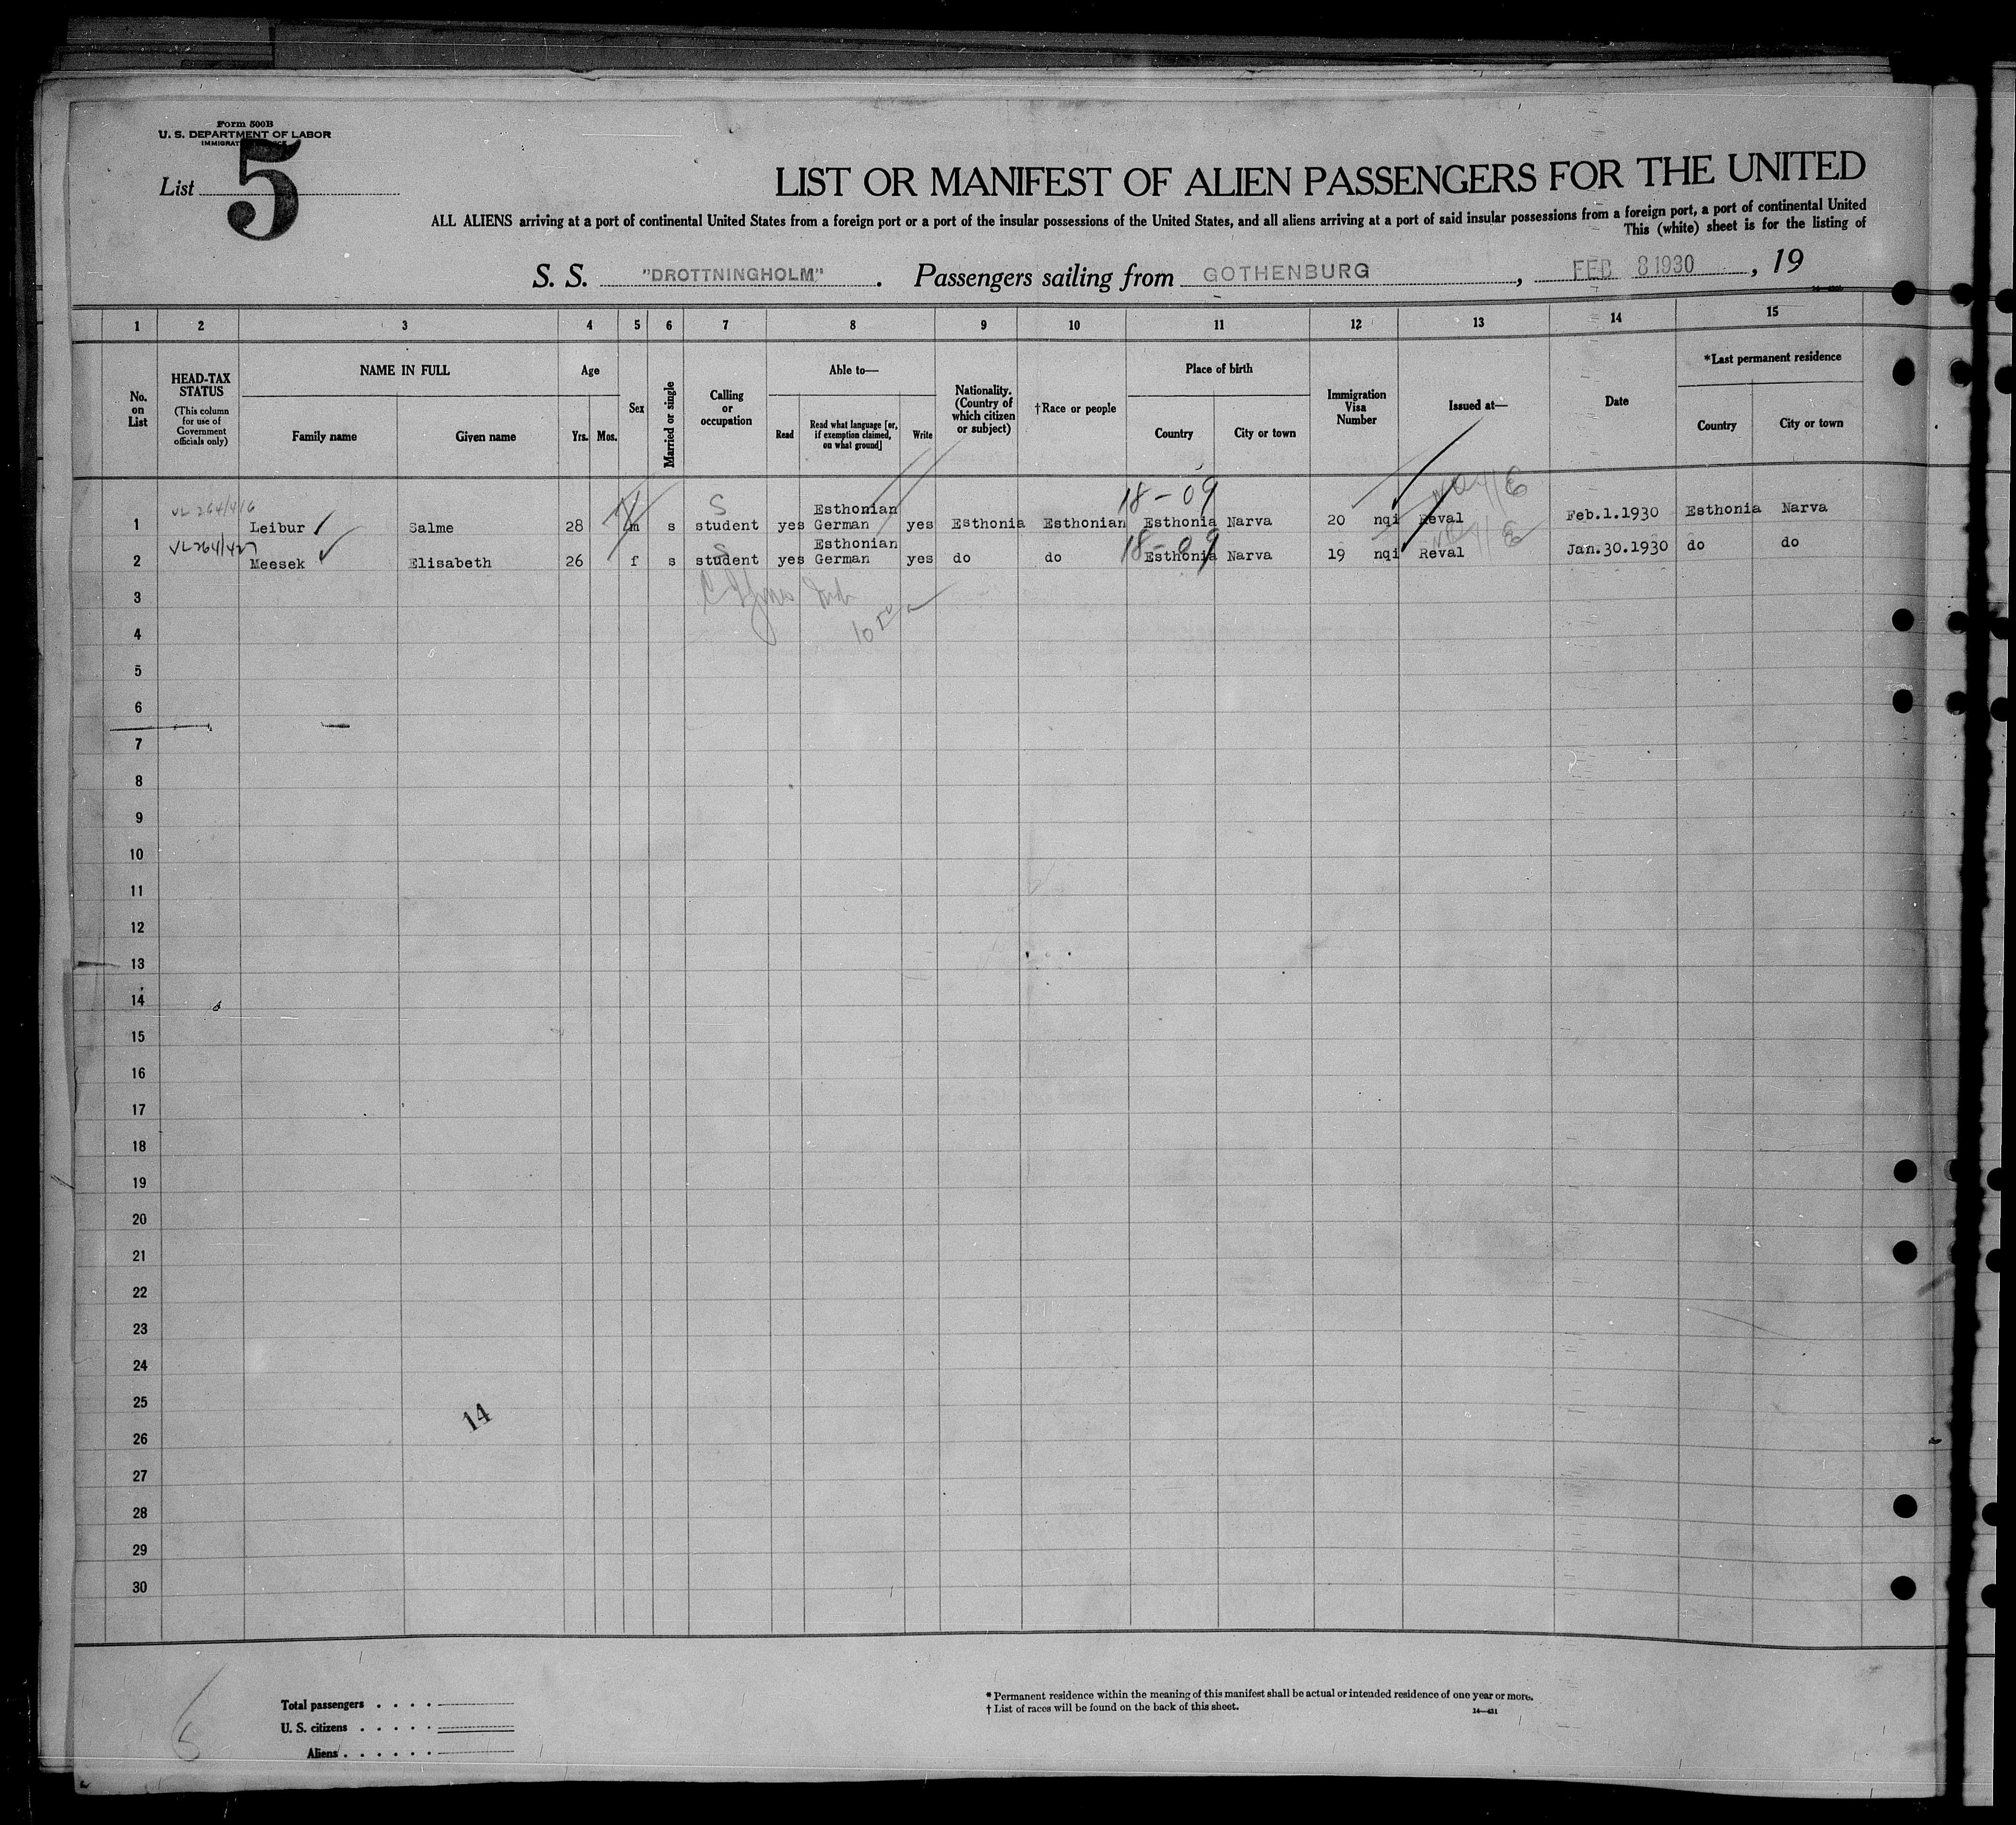 Form 500B
U. S. DEPARTMENT OF LABOR
List 5
LIST OR MANIFEST OF ALIEN PASSENGERS FOR THE UNITED
ALL ALIENS arriving at a port of continental United States from a foreign port or a port of the insular possessions of the United States, and all aliens arriving at a port of said insular possessions from a foreign port, a port of continental United
This (white) sheet is for the listing of
S. S. "DROTTNINGHOLM" . Passengers sailing from GOTHENBURG , FEB 8 1930 , 19
1 2 3 4 5 6 7 8 9 10 11 12 13 14 15
No. on List
HEAD-TAX STATUS
(This column for use of Government officials only)
NAME IN FULL
Family name
Given name
Age
Yrs. Mos.
Sex
Married or single
Calling or occupation
Able to—
Read
Read what language [or, if exemption claimed, on what ground]
Write
Nationality. (Country of which citizen or subject)
†Race or people
Place of birth
Country
City or town
Immigration Visa Number
Issued at—
Date
*Last permanent residence
Country
City or town
18-09
S
Esthonian
1 Leibur Salme 28 m s student yes German yes Esthonia Esthonian Esthonia Narva 20 nqi Reval Feb.1.1930 Esthonia Narva
18-09
S
Esthonian
2 Meesek Elisabeth 26 f s student yes German yes do do Esthonia Narva 19 nqi Reval Jan.30.1930 do do
3
4
5
6
7
8
9
10
11
12
13
14
15
16
17
18
19
20
21
22
23
24
25
14
26
27
28
29
30
Total passengers . . . .
U. S. citizens . . . . .
Aliens . . . . . .
* Permanent residence within the meaning of this manifest shall be actual or intended residence of one year or more.
† List of races will be found on the back of this sheet.
14—431